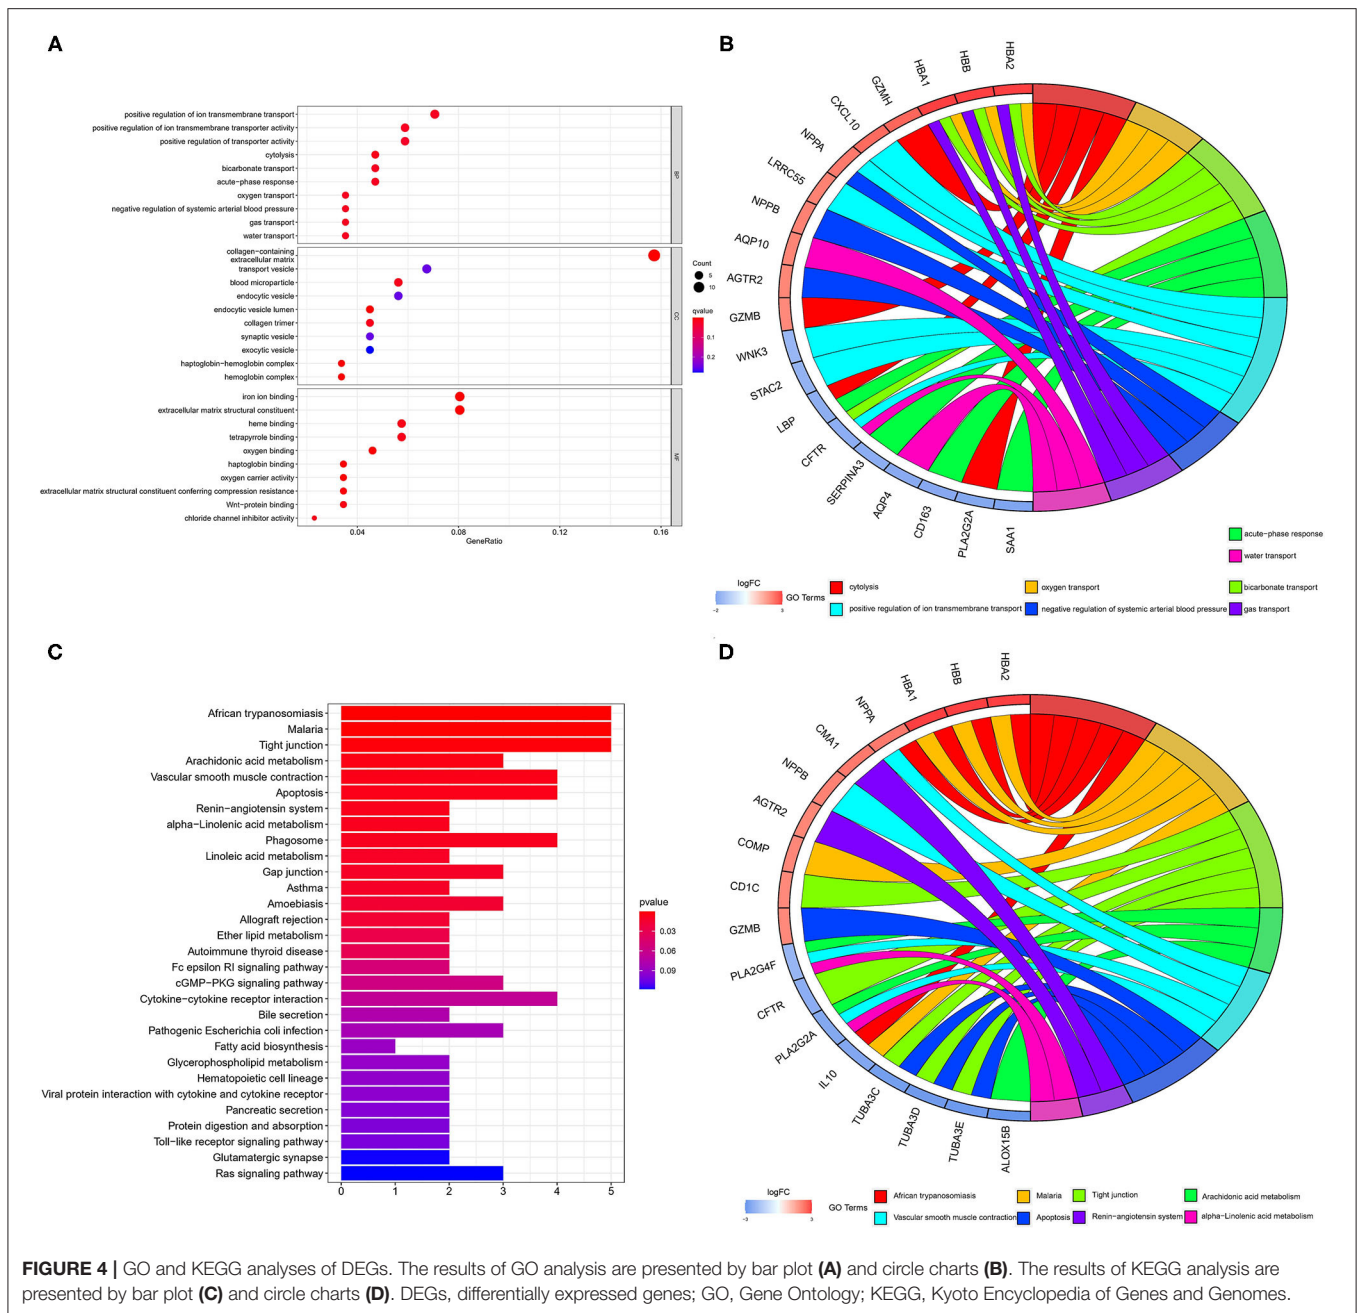 A
positive regulation of ion transmembrane transport
positive regulation of ion transmembrane transporter activity
positive regulation of transporter activity
cytolysis
bicarbonate transport
acute−phase response
oxygen transport
negative regulation of systemic arterial blood pressure
gas transport
water transport
BP
collagen−containing
extracellular matrix
transport vesicle
blood microparticle
endocytic vesicle
endocytic vesicle lumen
collagen trimer
synaptic vesicle
exocytic vesicle
haptoglobin−hemoglobin complex
hemoglobin complex
CC
iron ion binding
extracellular matrix structural constituent
heme binding
tetrapyrrole binding
oxygen binding
haptoglobin binding
oxygen carrier activity
extracellular matrix structural constituent conferring compression resistance
Wnt−protein binding
chloride channel inhibitor activity
MF
0.04 0.08 0.12 0.16
GeneRatio
Count
5
10
qvalue
0.1
0.2
B
HBA2
HBB
HBA1
GZMH
CXCL10
NPPA
LRRC55
NPPB
AQP10
AGTR2
GZMB
WNK3
STAC2
LBP
CFTR
SERPINA3
AQP4
CD163
PLA2G2A
SAA1
acute−phase response
water transport
logFC
−2 3
GO Terms
cytolysis oxygen transport bicarbonate transport
positive regulation of ion transmembrane transport negative regulation of systemic arterial blood pressure gas transport
C
African trypanosomiasis
Malaria
Tight junction
Arachidonic acid metabolism
Vascular smooth muscle contraction
Apoptosis
Renin−angiotensin system
alpha−Linolenic acid metabolism
Phagosome
Linoleic acid metabolism
Gap junction
Asthma
Amoebiasis
Allograft rejection
Ether lipid metabolism
Autoimmune thyroid disease
Fc epsilon RI signaling pathway
cGMP−PKG signaling pathway
Cytokine−cytokine receptor interaction
Bile secretion
Pathogenic Escherichia coli infection
Fatty acid biosynthesis
Glycerophospholipid metabolism
Hematopoietic cell lineage
Viral protein interaction with cytokine and cytokine receptor
Pancreatic secretion
Protein digestion and absorption
Toll−like receptor signaling pathway
Glutamatergic synapse
Ras signaling pathway
0 1 2 3 4 5
pvalue
0.03
0.06
0.09
D
HBA2
HBB
HBA1
NPPA
CMA1
NPPB
AGTR2
COMP
CD1C
GZMB
PLA2G4F
CFTR
PLA2G2A
IL10
TUBA3C
TUBA3D
TUBA3E
ALOX15B
logFC
−3 3
GO Terms
African trypanosomiasis Malaria Tight junction Arachidonic acid metabolism
Vascular smooth muscle contraction Apoptosis Renin−angiotensin system alpha−Linolenic acid metabolism
FIGURE 4 | GO and KEGG analyses of DEGs. The results of GO analysis are presented by bar plot (A) and circle charts (B). The results of KEGG analysis are
presented by bar plot (C) and circle charts (D). DEGs, differentially expressed genes; GO, Gene Ontology; KEGG, Kyoto Encyclopedia of Genes and Genomes.